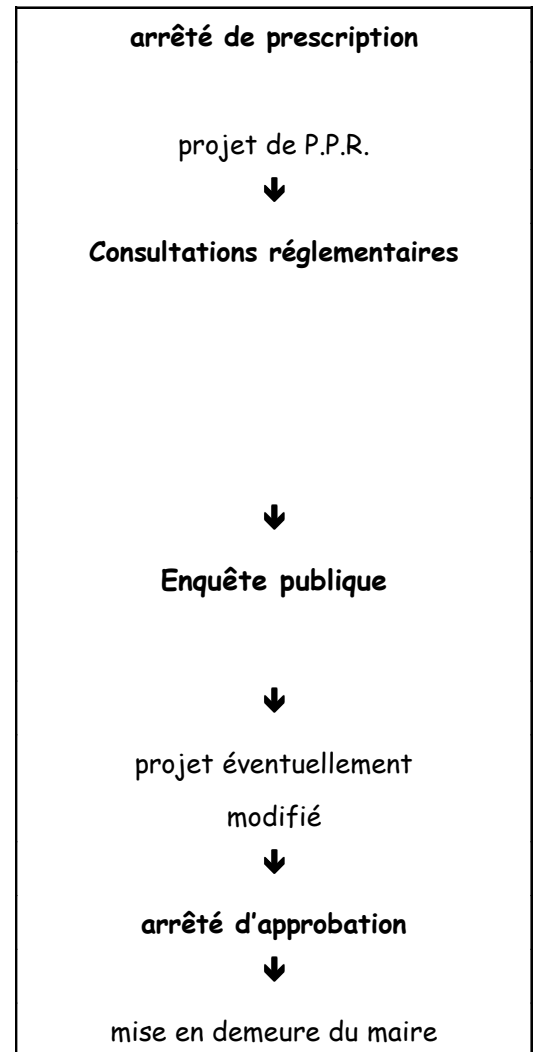 arrêté de prescription
projet de P.P.R.
🡻
Consultations réglementaires
🡻
Enquête publique
🡻
projet éventuellement
modifié
🡻
arrêté d’approbation
🡻
mise en demeure du maire